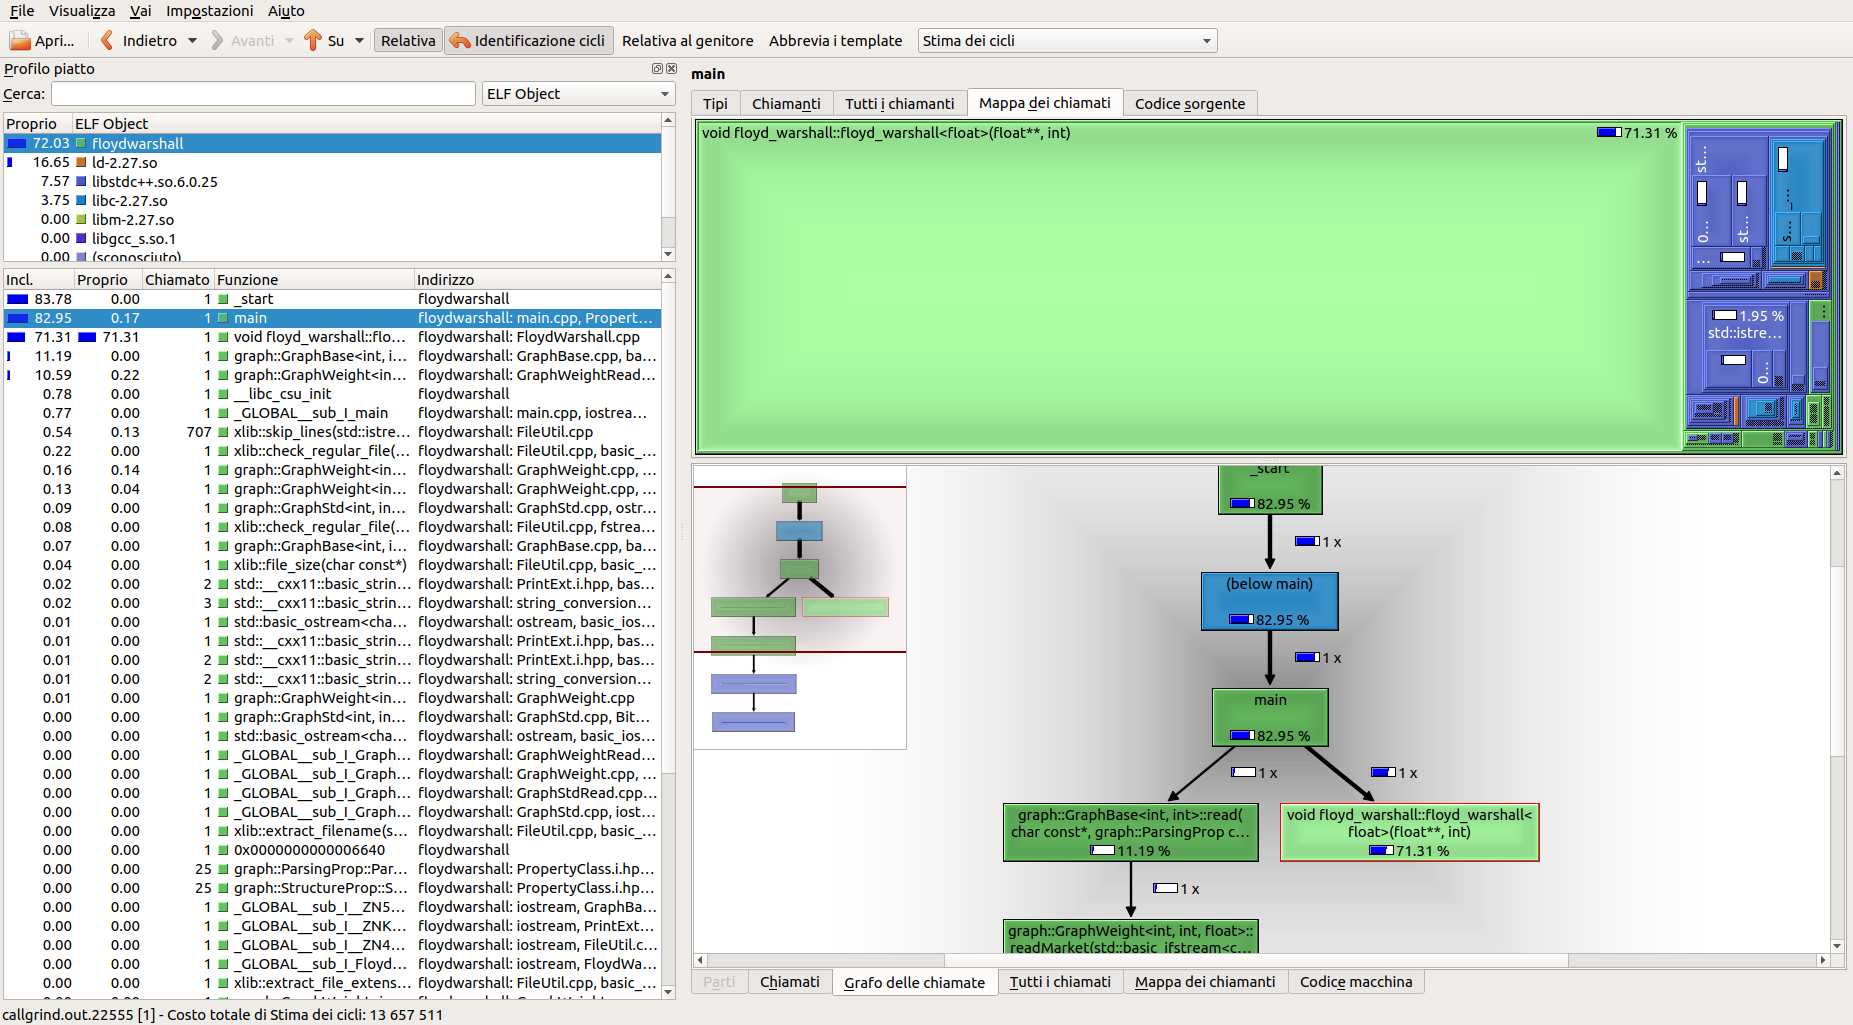 File Visualizza Vai Impostazioni Aiuto
Apri... Indietro Avanti Su Relativa Identificazione cicli Relativa al genitore Abbrevia i template Stima dei cicli
Profilo piatto
Cerca: ELF Object
Proprio ELF Object
72.03 floydwarshall
16.65 ld-2.27.so
7.57 libstdc++.so.6.0.25
3.75 libc-2.27.so
0.00 libm-2.27.so
0.00 libgcc_s.so.1
0.00 (sconosciuto)
Incl. Proprio Chiamato Funzione Indirizzo
83.78 0.00 1 _start floydwarshall
82.95 0.17 1 main floydwarshall: main.cpp, Propert...
71.31 71.31 1 void floyd_warshall::flo... floydwarshall: FloydWarshall.cpp
11.19 0.00 1 graph::GraphBase<int, i... floydwarshall: GraphBase.cpp, ba...
10.59 0.22 1 graph::GraphWeight<in... floydwarshall: GraphWeightRead...
0.78 0.00 1 __libc_csu_init floydwarshall
0.77 0.00 1 _GLOBAL__sub_I_main floydwarshall: main.cpp, iostrea...
0.54 0.13 707 xlib::skip_lines(std::istre... floydwarshall: FileUtil.cpp
0.22 0.00 1 xlib::check_regular_file(... floydwarshall: FileUtil.cpp, basic_...
0.16 0.14 1 graph::GraphWeight<in... floydwarshall: GraphWeight.cpp, ...
0.13 0.04 1 graph::GraphWeight<in... floydwarshall: GraphWeight.cpp, ...
0.09 0.00 1 graph::GraphStd<int, in... floydwarshall: GraphStd.cpp, ostr...
0.08 0.00 1 xlib::check_regular_file(... floydwarshall: FileUtil.cpp, fstrea...
0.07 0.00 1 graph::GraphBase<int, i... floydwarshall: GraphBase.cpp, ba...
0.04 0.00 1 xlib::file_size(char const*) floydwarshall: FileUtil.cpp, basic_...
0.02 0.00 2 std::__cxx11::basic_strin... floydwarshall: PrintExt.i.hpp, bas...
0.02 0.00 3 std::__cxx11::basic_strin... floydwarshall: string_conversion...
0.01 0.00 1 std::basic_ostream<cha... floydwarshall: ostream, basic_ios...
0.01 0.00 1 std::__cxx11::basic_strin... floydwarshall: PrintExt.i.hpp, bas...
0.01 0.00 2 std::__cxx11::basic_strin... floydwarshall: PrintExt.i.hpp, bas...
0.01 0.00 2 std::__cxx11::basic_strin... floydwarshall: string_conversion...
0.01 0.00 1 graph::GraphWeight<in... floydwarshall: GraphWeight.cpp
0.00 0.00 1 graph::GraphStd<int, in... floydwarshall: GraphStd.cpp, Bit...
0.00 0.00 1 std::basic_ostream<cha... floydwarshall: ostream, basic_ios...
0.00 0.00 1 _GLOBAL__sub_I_Graph... floydwarshall: GraphWeightRead...
0.00 0.00 1 _GLOBAL__sub_I_Graph... floydwarshall: GraphWeight.cpp, ...
0.00 0.00 1 _GLOBAL__sub_I_Graph... floydwarshall: GraphStdRead.cpp...
0.00 0.00 1 _GLOBAL__sub_I_Graph... floydwarshall: GraphStd.cpp, iost...
0.00 0.00 1 xlib::extract_filename(s... floydwarshall: FileUtil.cpp, basic_...
0.00 0.00 1 0x0000000000006640 floydwarshall
0.00 0.00 25 graph::ParsingProp::Par... floydwarshall: PropertyClass.i.hp...
0.00 0.00 25 graph::StructureProp::S... floydwarshall: PropertyClass.i.hp...
0.00 0.00 1 _GLOBAL__sub_I__ZN5... floydwarshall: iostream, GraphBa...
0.00 0.00 1 _GLOBAL__sub_I__ZNK... floydwarshall: iostream, PrintExt...
0.00 0.00 1 _GLOBAL__sub_I__ZN4... floydwarshall: iostream, FileUtil.c...
0.00 0.00 1 _GLOBAL__sub_I_Floyd... floydwarshall: iostream, FloydWa...
0.00 0.00 1 xlib::extract_file_extens... floydwarshall: FileUtil.cpp, basic_...
main
Tipi Chiamanti Tutti i chiamanti Mappa dei chiamati Codice sorgente
void floyd_warshall::floyd_warshall<float>(float**, int) 71.31 %
st...
0...
st...
...
s...
1.95 %
std::istre...
0...
_start
82.95 %
1 x
(below main)
82.95 %
1 x
main
82.95 %
1 x 1 x
graph::GraphBase<int, int>::read(
char const*, graph::ParsingProp c...
11.19 %
void floyd_warshall::floyd_warshall<
float>(float**, int)
71.31 %
1 x
graph::GraphWeight<int, int, float>::
readMarket(std::basic_ifstream<c...
Parti Chiamati Grafo delle chiamate Tutti i chiamati Mappa dei chiamanti Codice macchina
callgrind.out.22555 [1] - Costo totale di Stima dei cicli: 13 657 511